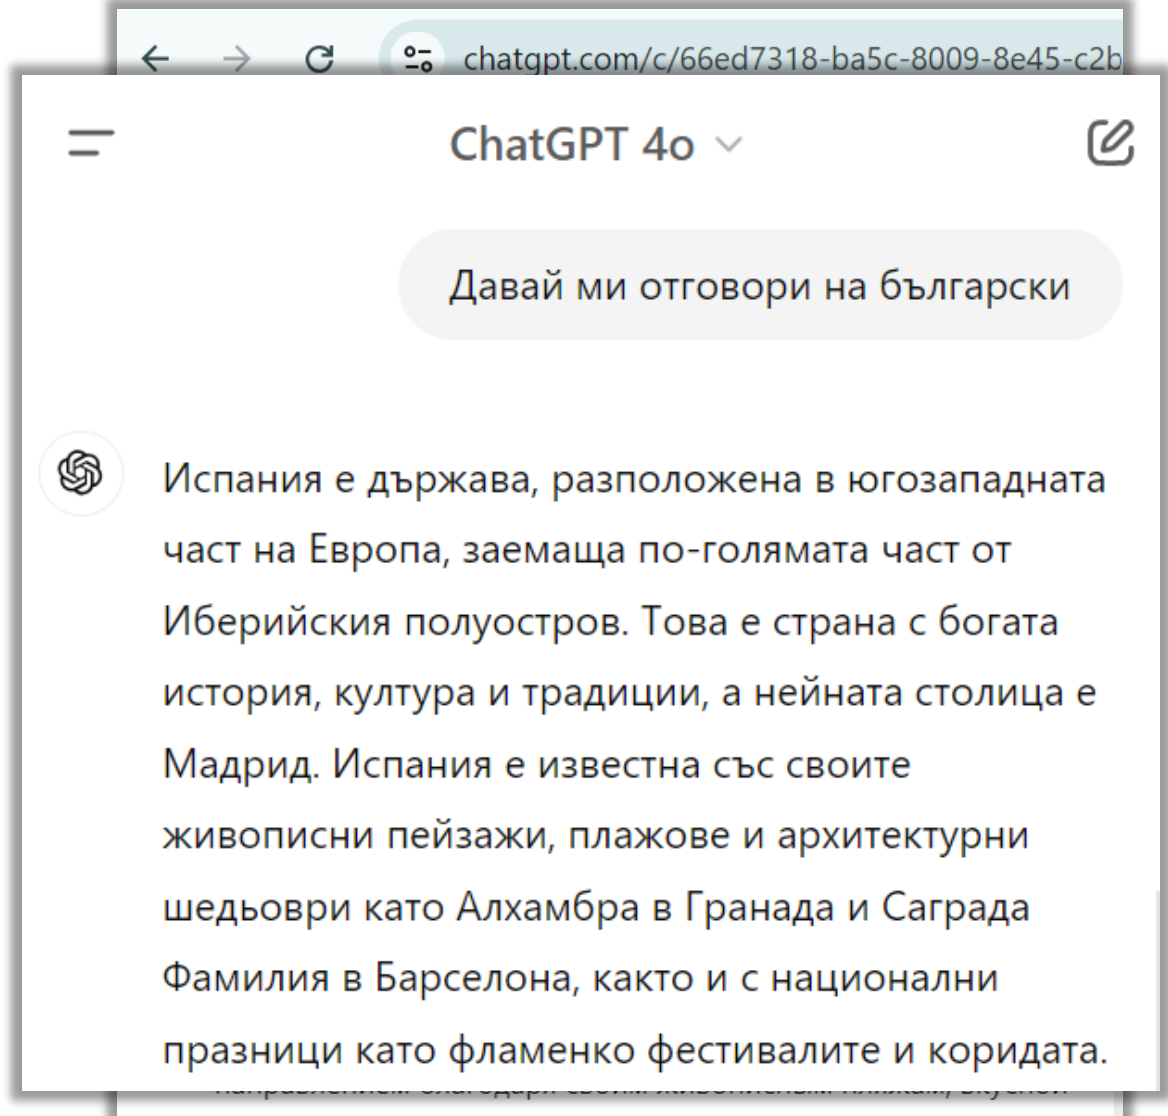 chatgpt.com/c/66ed7318-ba5c-8009-8e45-c2b
ChatGPT 4o
Давай ми отговори на български
Испания е държава, разположена в югозападната
част на Европа, заемаща по-голямата част от
Иберийския полуостров. Това е страна с богата
история, култура и традиции, а нейната столица е
Мадрид. Испания е известна със своите
живописни пейзажи, плажове и архитектурни
шедьоври като Алхамбра в Гранада и Саграда
Фамилия в Барселона, както и с национални
празници като фламенко фестивалите и коридата.